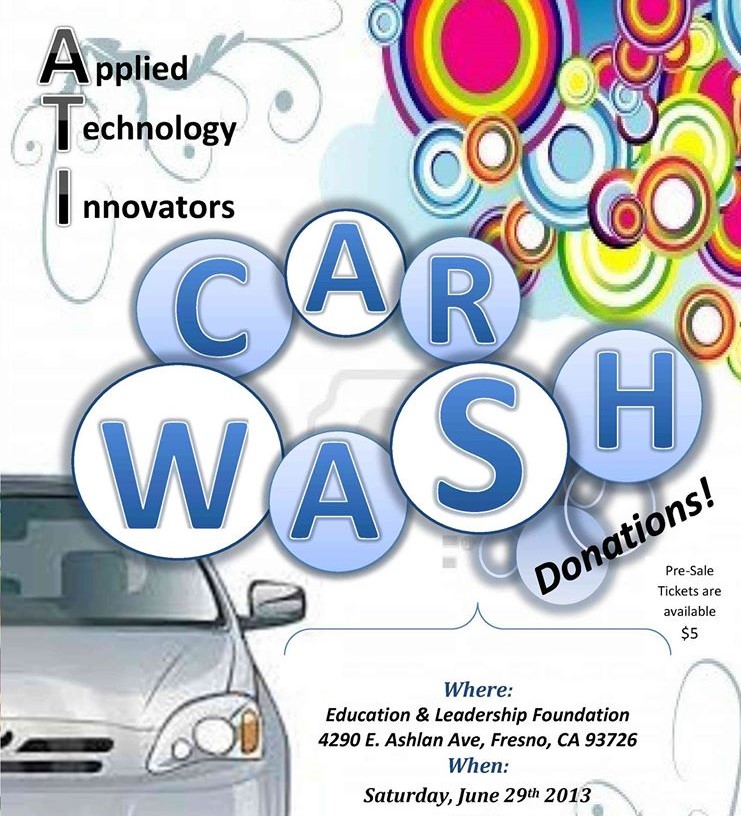 Applied
Technology
Innovators
CAR
WASH
Donations!
Pre-Sale
Tickets are
available
$5
Where:
Education & Leadership Foundation
4290 E. Ashlan Ave, Fresno, CA 93726
When:
Saturday, June 29th 2013